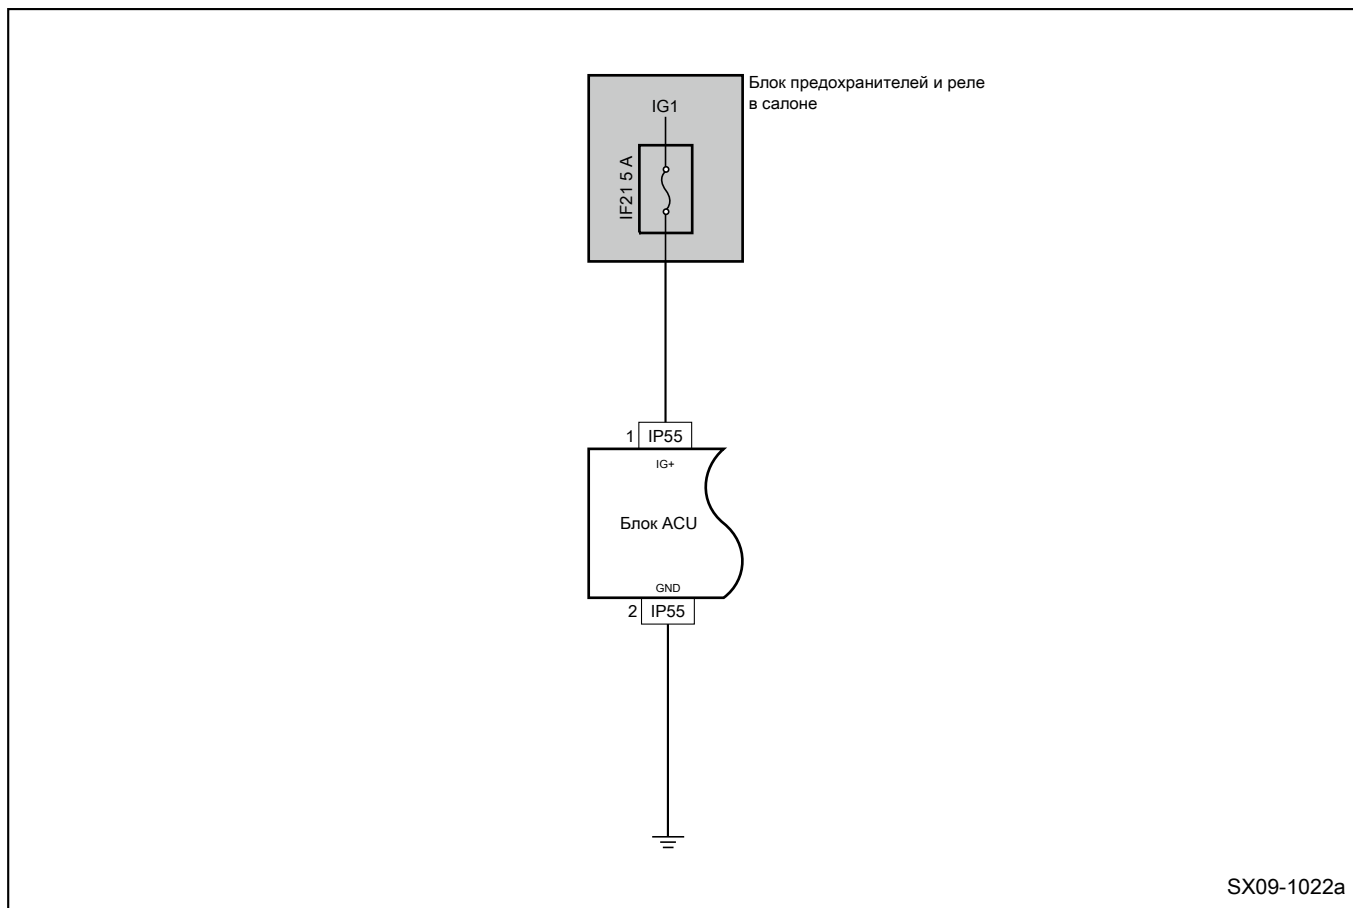 Блок предохранителей и реле
в салоне
IG1
IF21 5 A
1 IP55
IG+
Блок ACU
GND
2 IP55
SX09-1022a